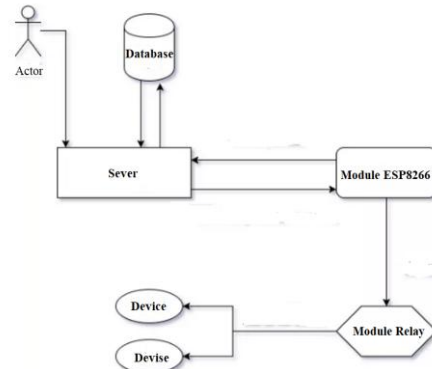 Database
Actor
Sever
Module ESP8266
Device
Module Relay
Devise